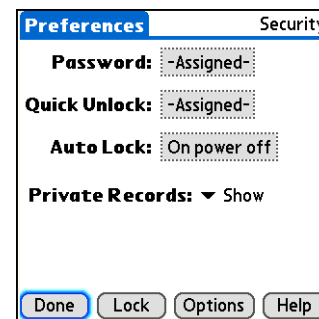 Preferences Security
Password: -Assigned-
Quick Unlock: -Assigned-
Auto Lock: On power off
Private Records: Show
Done Lock Options Help